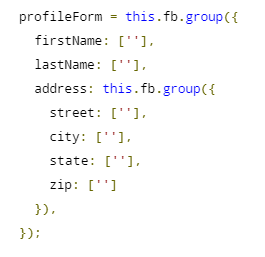 profileForm = this.fb.group({
  firstName: [''],
  lastName: [''],
  address: this.fb.group({
    street: [''],
    city: [''],
    state: [''],
    zip: ['']
  }),
});